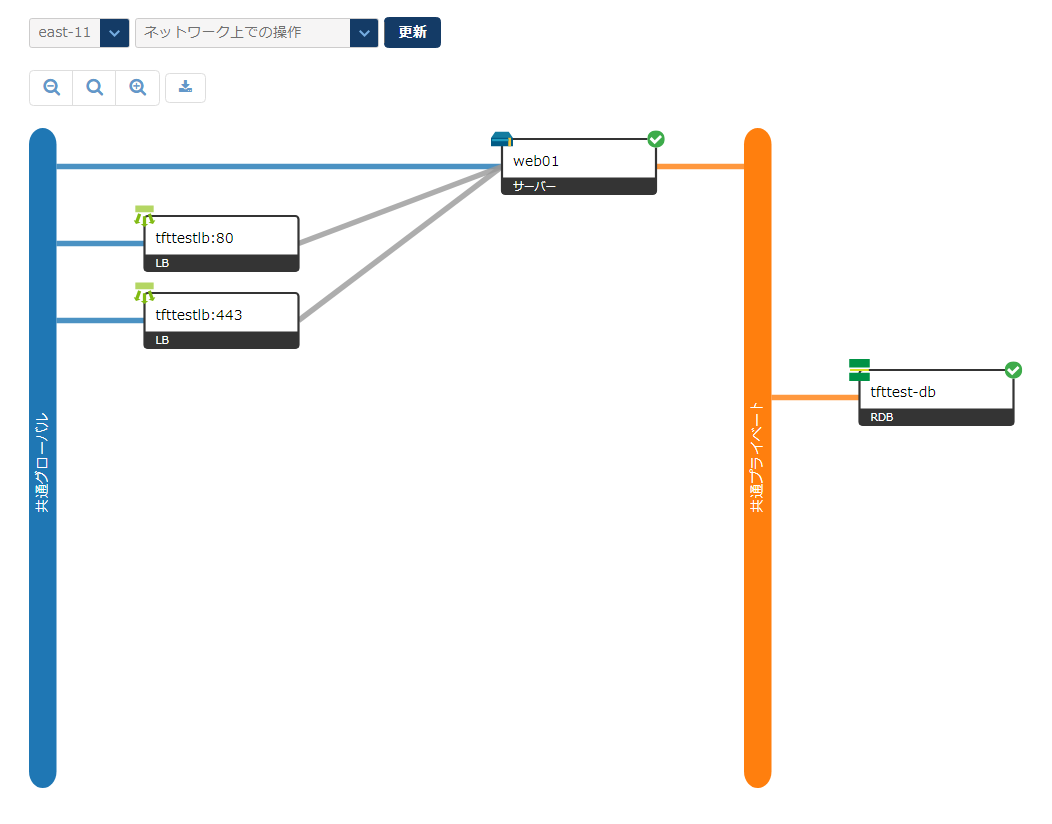 east-11
ネットワーク上での操作
更新
web01
サーバー
tfttestlb:80
LB
tfttestlb:443
LB
tfttest-db
RDB
共通グローバル
共通プライベート